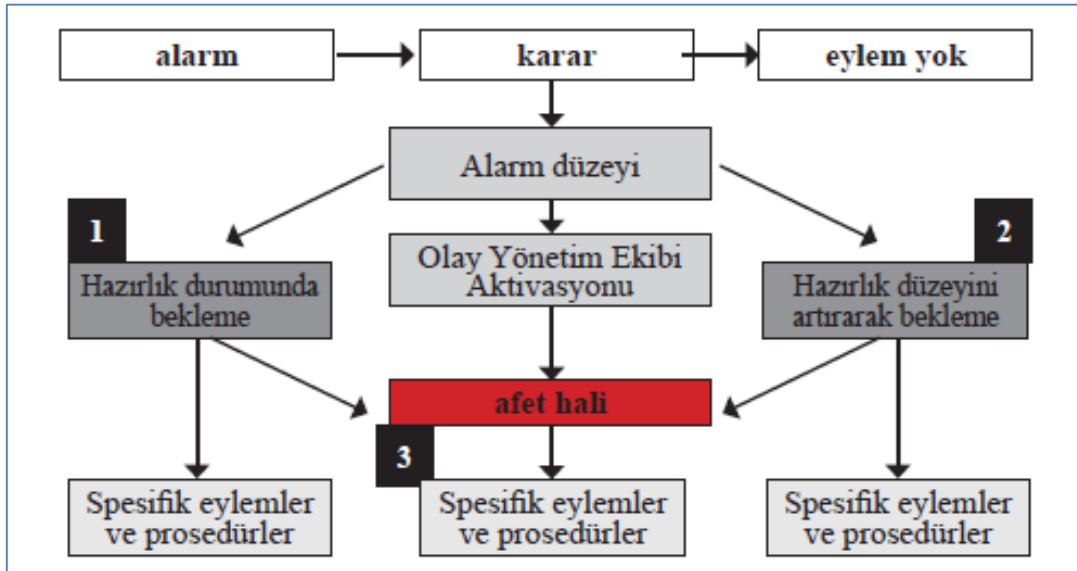 alarm
karar
eylem yok
Alarm düzeyi
1
2
Hazırlık durumunda
bekleme
Olay Yönetim Ekibi
Aktivasyonu
Hazırlık düzeyini
artırarak bekleme
afet hali
3
Spesifik eylemler
ve prosedürler
Spesifik eylemler
ve prosedürler
Spesifik eylemler
ve prosedürler